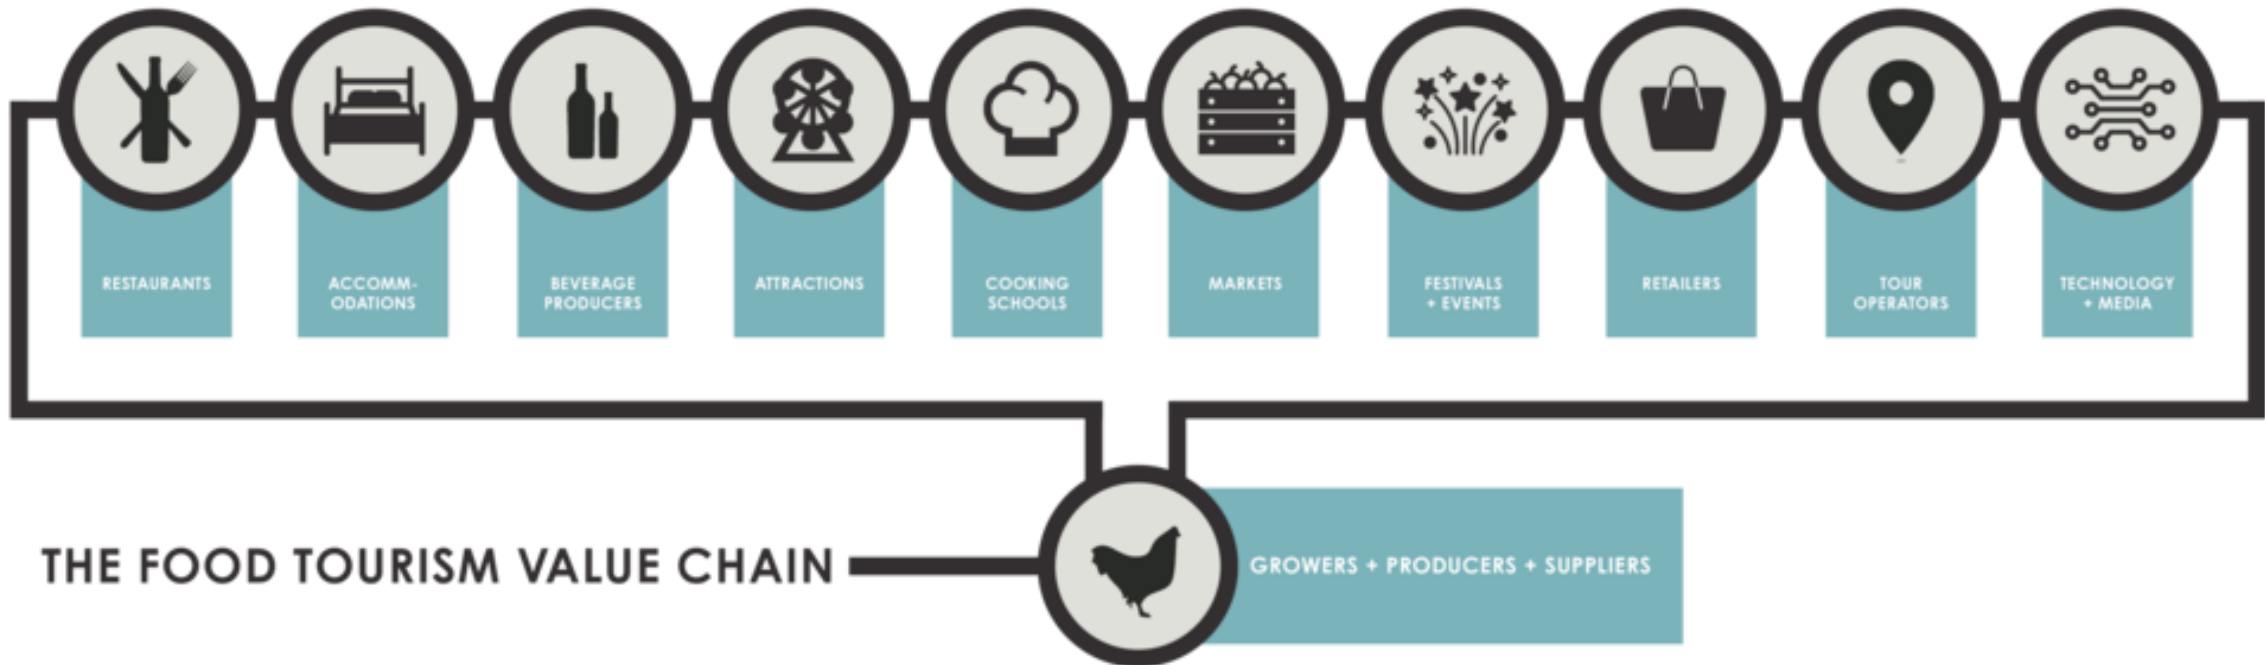 RESTAURANTS
ACCOMM-
ODATIONS
BEVERAGE
PRODUCERS
ATTRACTIONS
COOKING
SCHOOLS
MARKETS
FESTIVALS
+ EVENTS
RETAILERS
TOUR
OPERATORS
TECHNOLOGY
+ MEDIA
THE FOOD TOURISM VALUE CHAIN
GROWERS + PRODUCERS + SUPPLIERS